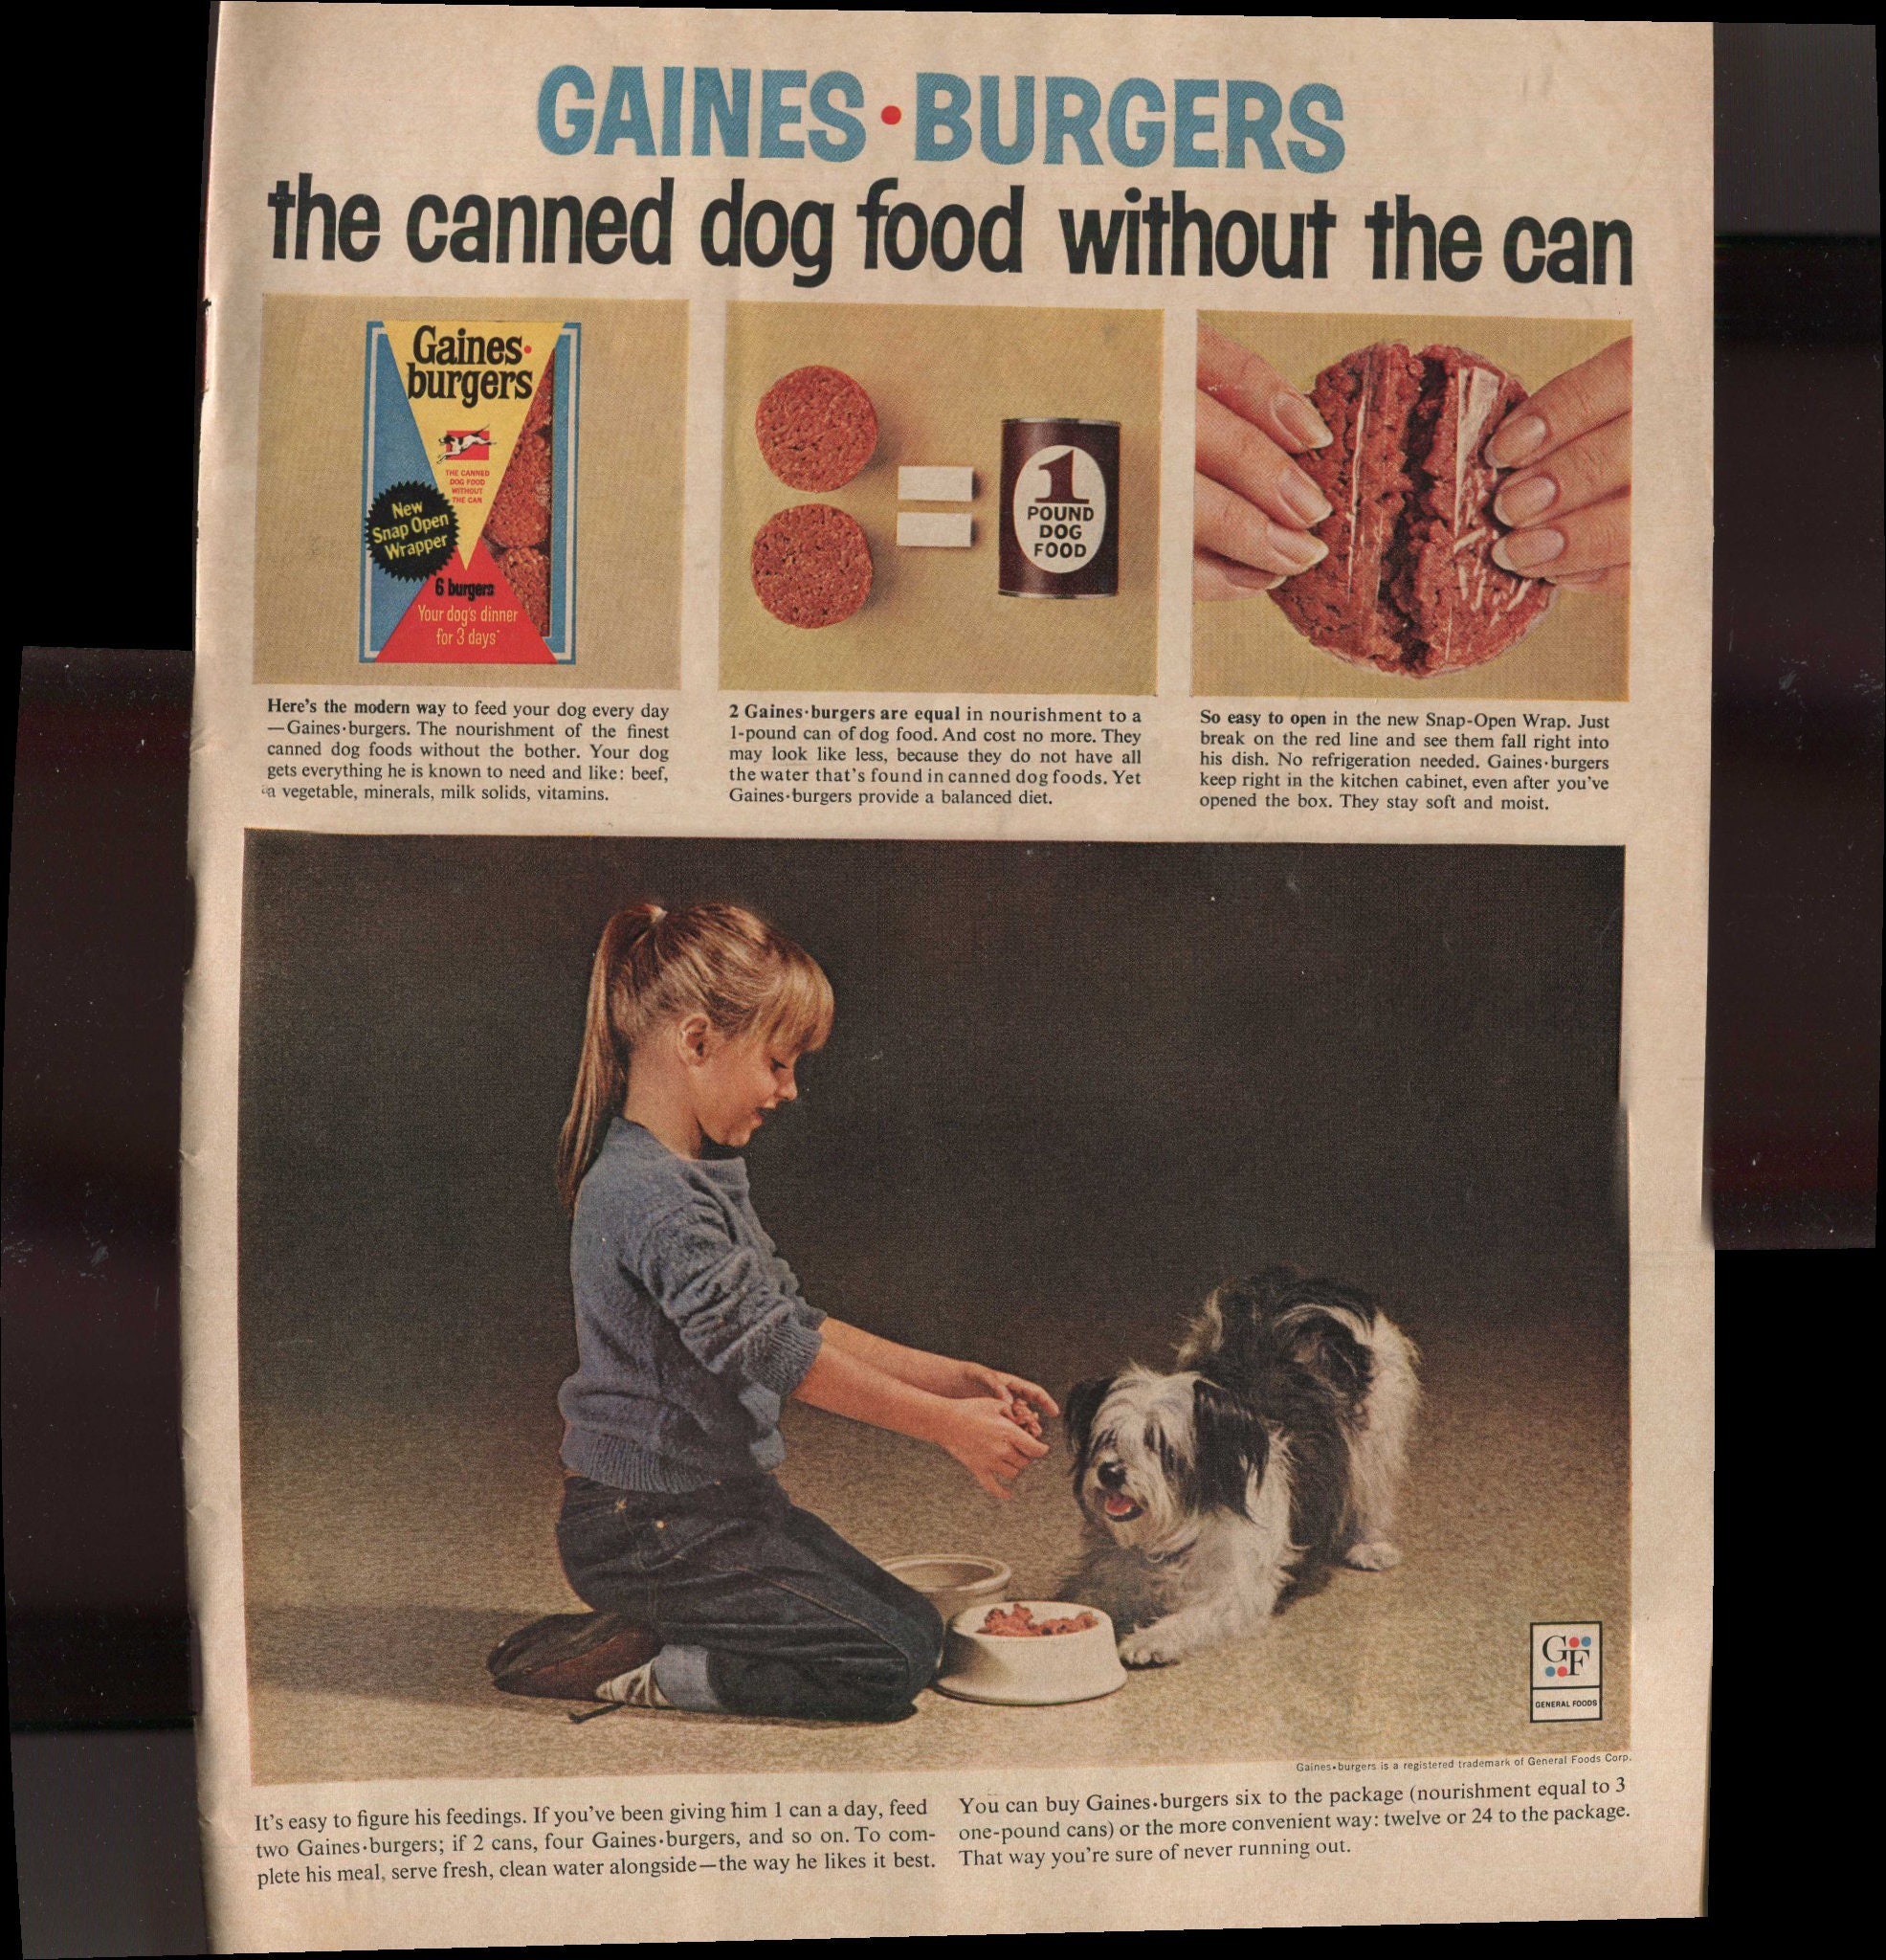 GAINES•BURGERS
the canned dog food without the can
Gaines•
burgers
THE CANNED
DOG FOOD
WITHOUT
THE CAN
New
Snap Open
Wrapper
6 burgers
Your dog's dinner
for 3 days*
1
POUND
DOG
FOOD
Here's the modern way to feed your dog every day
—Gaines•burgers. The nourishment of the finest
canned dog foods without the bother. Your dog
gets everything he is known to need and like: beef,
a vegetable, minerals, milk solids, vitamins.
2 Gaines•burgers are equal in nourishment to a
1-pound can of dog food. And cost no more. They
may look like less, because they do not have all
the water that's found in canned dog foods. Yet
Gaines•burgers provide a balanced diet.
So easy to open in the new Snap-Open Wrap. Just
break on the red line and see them fall right into
his dish. No refrigeration needed. Gaines•burgers
keep right in the kitchen cabinet, even after you've
opened the box. They stay soft and moist.
GF
GENERAL FOODS
Gaines•burgers is a registered trademark of General Foods Corp.
It's easy to figure his feedings. If you've been giving him 1 can a day, feed
two Gaines•burgers; if 2 cans, four Gaines•burgers, and so on. To com-
plete his meal, serve fresh, clean water alongside—the way he likes it best.
You can buy Gaines•burgers six to the package (nourishment equal to 3
one-pound cans) or the more convenient way: twelve or 24 to the package.
That way you're sure of never running out.